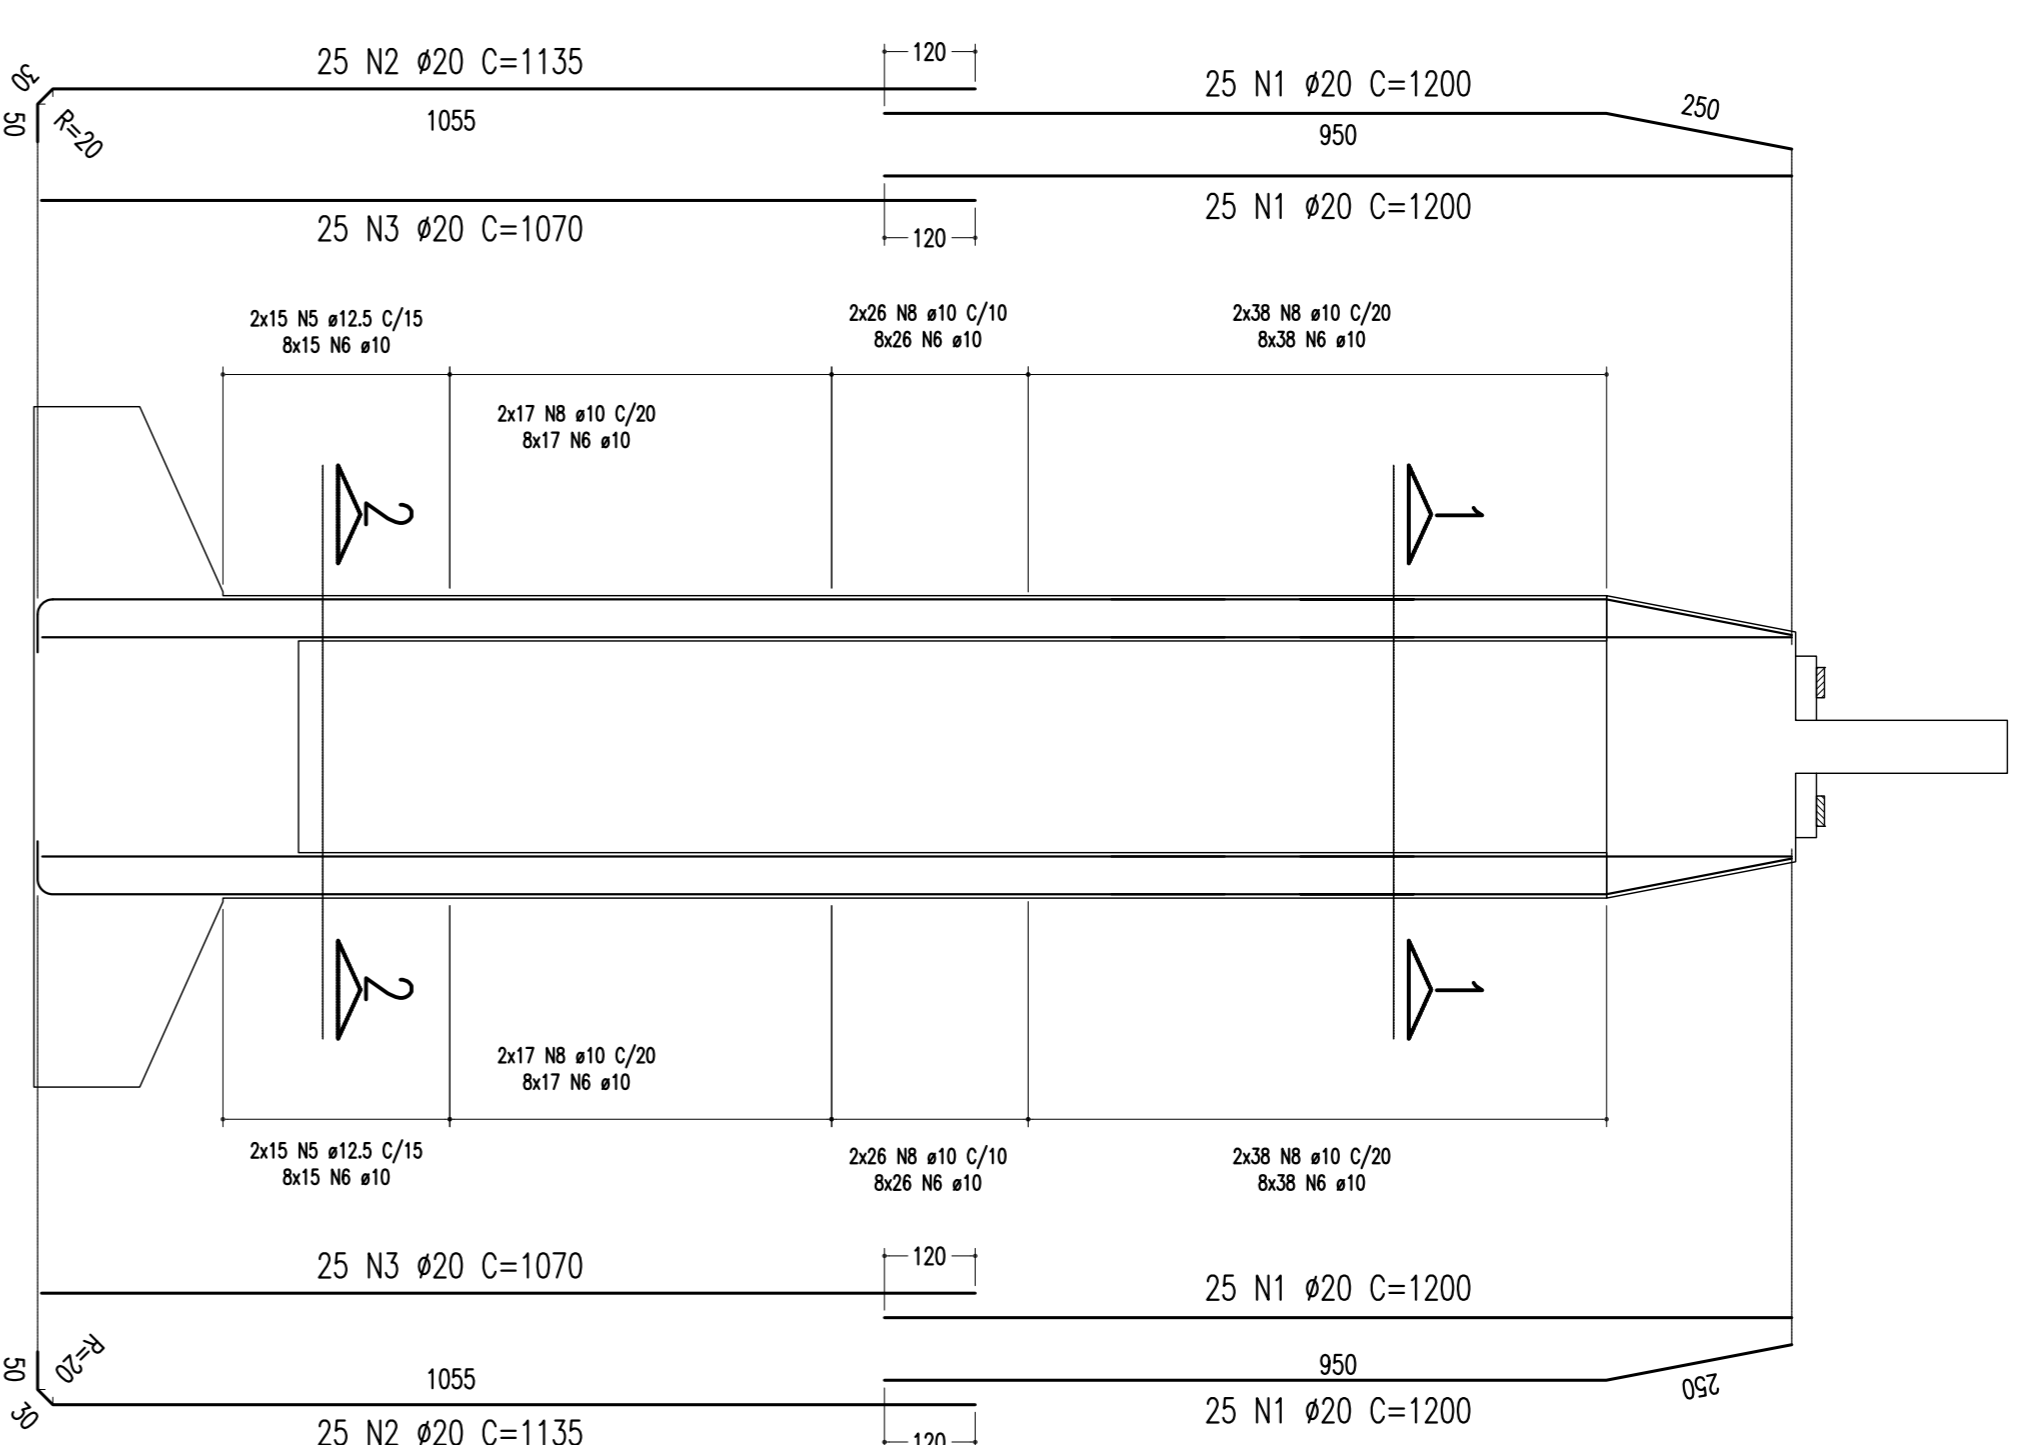 25 N2 ø20 C=1135
120
25 N1 ø20 C=1200
30
250
50
R=20
1055
950
25 N3 ø20 C=1070
25 N1 ø20 C=1200
120
2x15 N5 ø12.5 C/15
8x15 N6 ø10
2x26 N8 ø10 C/10
8x26 N6 ø10
2x38 N8 ø10 C/20
8x38 N6 ø10
2x17 N8 ø10 C/20
8x17 N6 ø10
2
1
2
1
2x17 N8 ø10 C/20
8x17 N6 ø10
2x15 N5 ø12.5 C/15
8x15 N6 ø10
2x26 N8 ø10 C/10
8x26 N6 ø10
2x38 N8 ø10 C/20
8x38 N6 ø10
25 N3 ø20 C=1070
120
25 N1 ø20 C=1200
50
R=20
1055
950
250
30
25 N2 ø20 C=1135
25 N1 ø20 C=1200
120